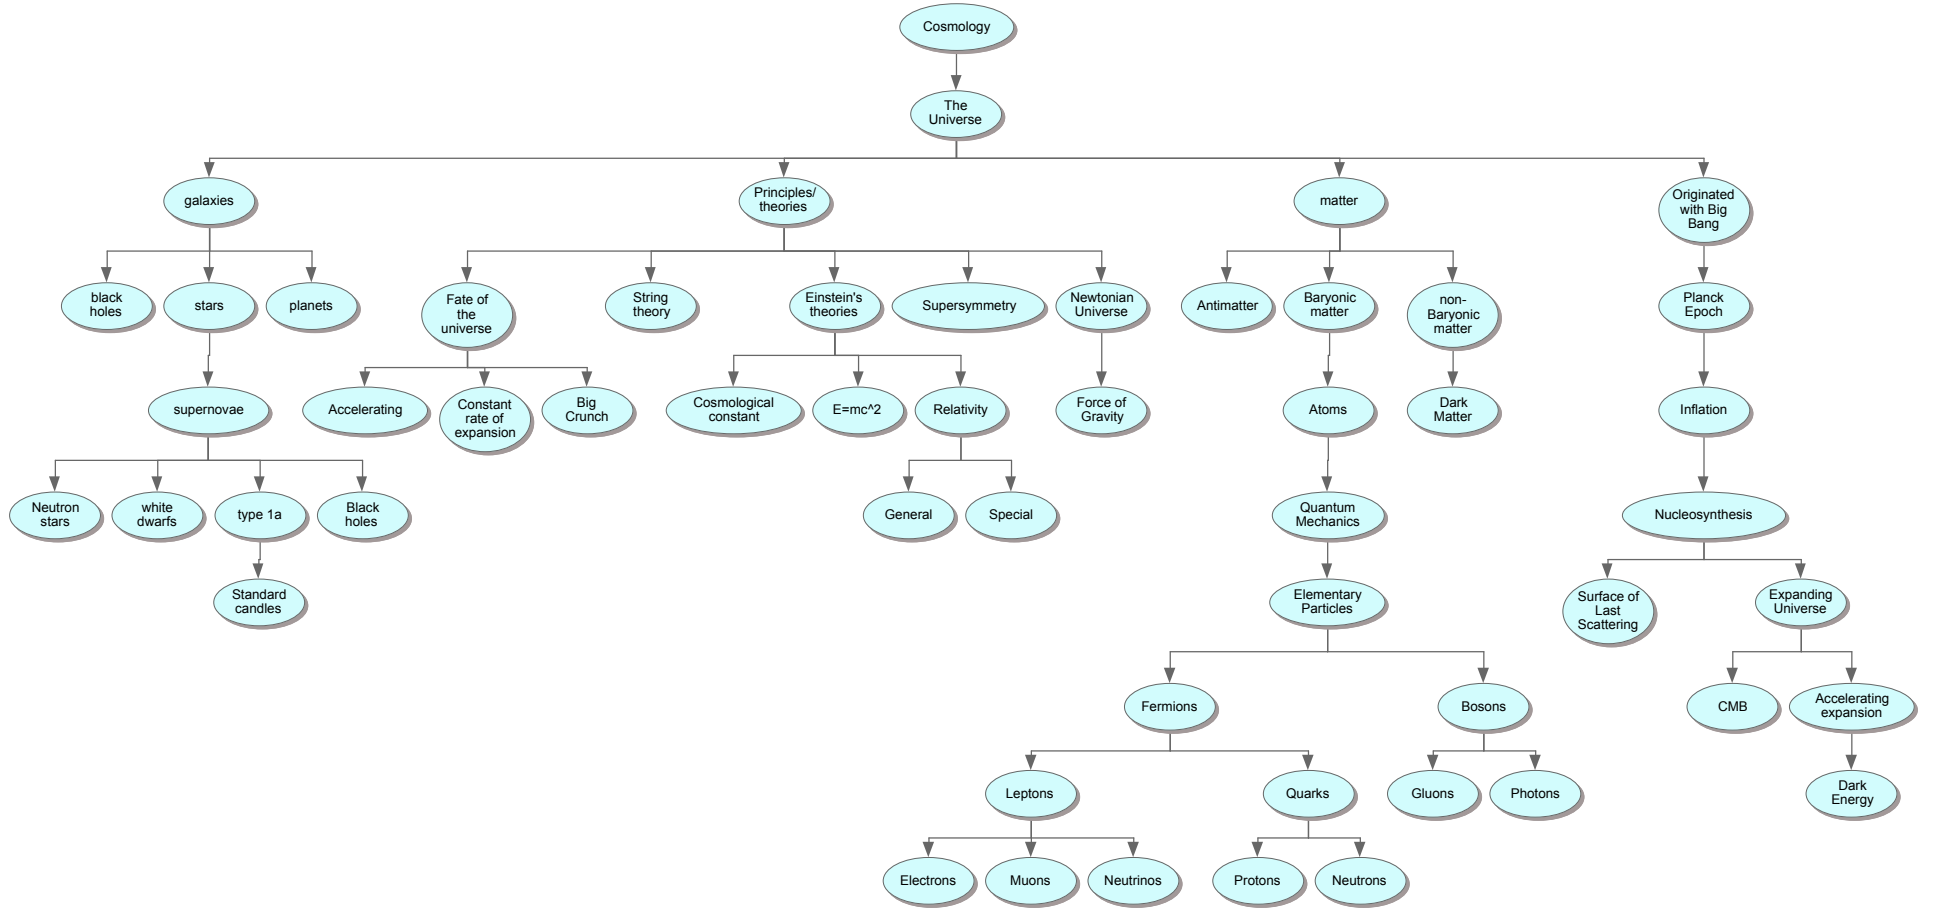 Cosmology
The
Universe
galaxies
Principles/
theories
matter
Originated
with Big
Bang
black
holes
stars
planets
Fate of
the
universe
String
theory
Einstein's
theories
Supersymmetry
Newtonian
Universe
Antimatter
Baryonic
matter
non-
Baryonic
matter
Planck
Epoch
supernovae
Accelerating
Constant
rate of
expansion
Big
Crunch
Cosmological
constant
E=mc^2
Relativity
Force of
Gravity
Atoms
Dark
Matter
Inflation
Neutron
stars
white
dwarfs
type 1a
Black
holes
General
Special
Quantum
Mechanics
Nucleosynthesis
Standard
candles
Elementary
Particles
Surface of
Last
Scattering
Expanding
Universe
Fermions
Bosons
CMB
Accelerating
expansion
Leptons
Quarks
Gluons
Photons
Dark
Energy
Electrons
Muons
Neutrinos
Protons
Neutrons